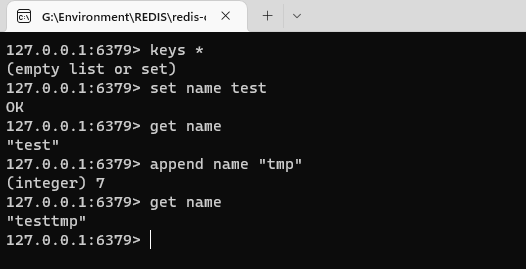 G:\Environment\REDIS\redis-c
127.0.0.1:6379> keys *
(empty list or set)
127.0.0.1:6379> set name test
OK
127.0.0.1:6379> get name
"test"
127.0.0.1:6379> append name "tmp"
(integer) 7
127.0.0.1:6379> get name
"testtmp"
127.0.0.1:6379>